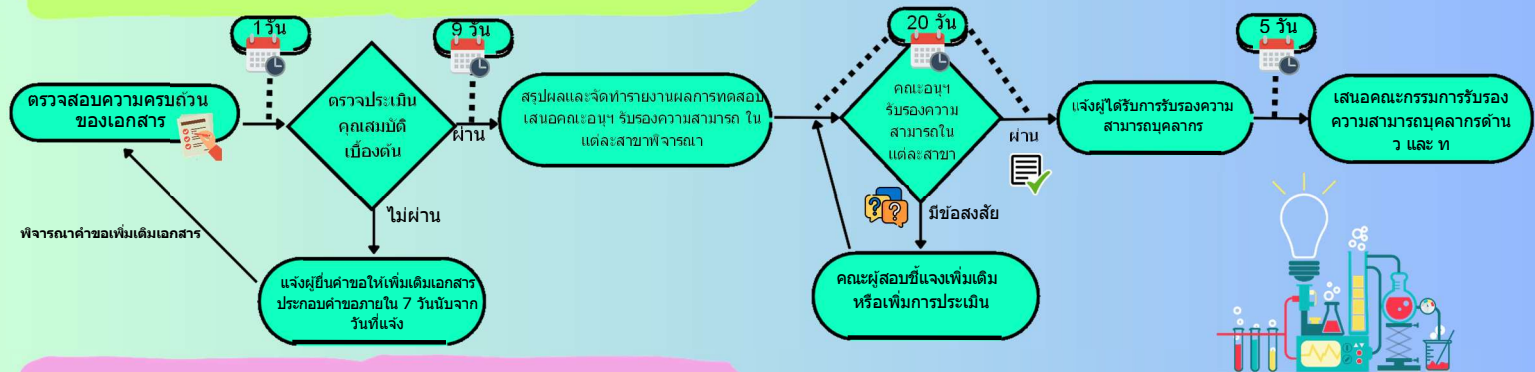 1วัน
9 วัน
20 วัน
5 วัน
ตรวจสอบความครบถ้วน
ของเอกสาร
ตรวจประเมิน
คุณสมบัติ
เบื้องต้น
ผ่าน
สรุปผลและจัดทำรายงานผลการทดสอบ
เสนอคณะอนุฯ รับรองความสามารถ ใน
แต่ละสาขาพิจารณา
คณะอนุฯ
รับรองความ
สามารถใน
แต่ละสาขา
ผ่าน
แจ้งผู้ได้รับการรับรองความ
สามารถบุคลากร
เสนอคณะกรรมการรับรอง
ความสามารถบุคลากรด้าน
ว และ ท
ไม่ผ่าน
มีข้อสงสัย
พิจารณาคำขอเพิ่มเติมเอกสาร
แจ้งผู้ยื่นคำขอให้เพิ่มเติมเอกสาร
ประกอบคำขอภายใน 7 วันนับจาก
วันที่แจ้ง
คณะผู้สอบชี้แจงเพิ่มเติม
หรือเพิ่มการประเมิน